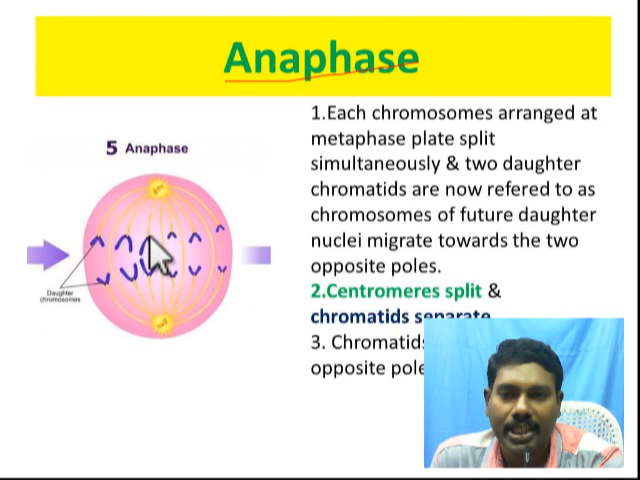 Anaphase
5 Anaphase
Daughter
chromosomes
1.Each chromosomes arranged at
metaphase plate split
simultaneously & two daughter
chromatids are now refered to as
chromosomes of future daughter
nuclei migrate towards the two
opposite poles.
2.Centromeres split &
chromatids separate
3. Chromatids
opposite pole